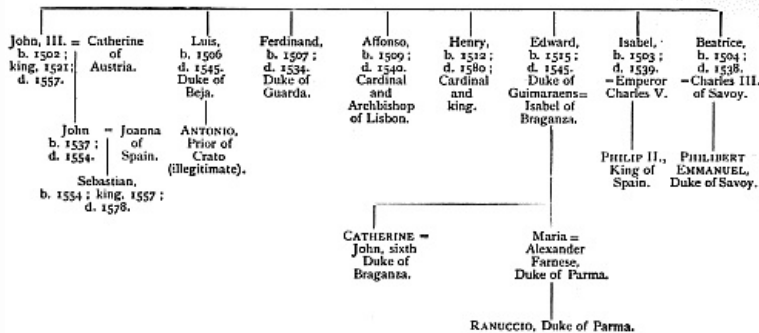 John, III. = Catherine
b. 1502; of
king, 1521; Austria.
d. 1557.
Luis,
b. 1506
d. 1545.
Duke of
Beja.
Ferdinand,
b. 1507;
d. 1534.
Duke of
Guarda.
Affonso,
b. 1509;
d. 1540.
Cardinal
and
Archbishop
of Lisbon.
Henry,
b. 1512;
d. 1580;
Cardinal
and
king.
Edward,
b. 1515;
d. 1545.
Duke of
Guimaraens=
Isabel of
Braganza.
Isabel,
b. 1503;
d. 1539.
=Emperor
Charles V.
Beatrice,
b. 1504;
d. 1538.
=Charles III.
of Savoy.
John = Joanna
b. 1537; of
d. 1554. Spain.
ANTONIO,
Prior of
Crato
(illegitimate).
PHILIP II.,
King of
Spain.
PHILIBERT
EMMANUEL,
Duke of Savoy.
Sebastian,
b. 1554; king, 1557;
d. 1578.
CATHERINE =
John, sixth
Duke of
Braganza.
Maria=
Alexander
Farnese,
Duke of Parma.
RANUCCIO, Duke of Parma.